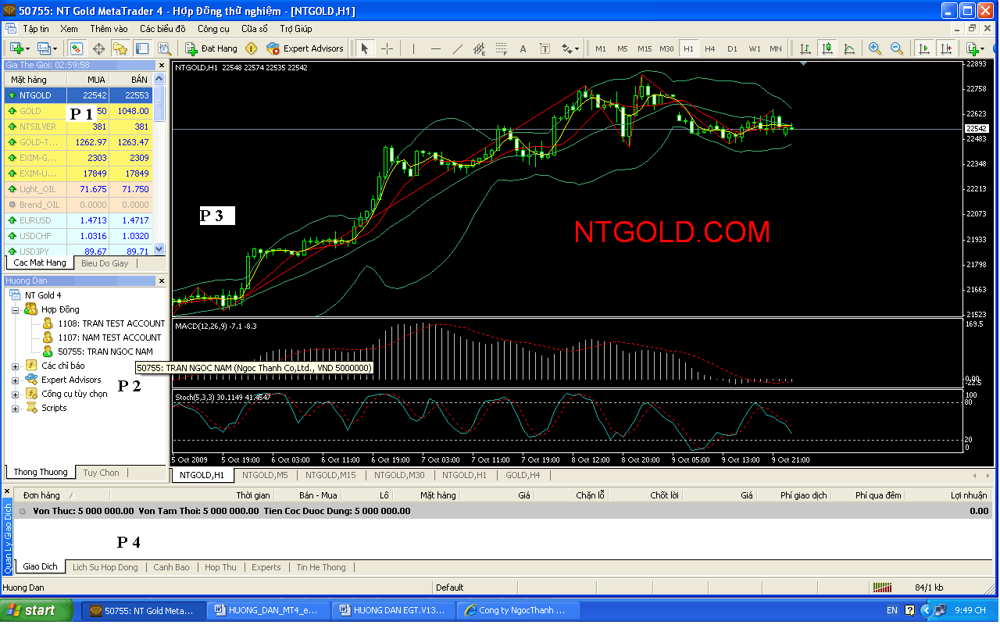 50755: NT Gold MetaTrader 4 - Hợp Đồng thử nghiệm - [NTGOLD,H1]
Tập tin Xem Thêm vào Các biểu đồ Công cụ Cửa sổ Trợ Giúp
Đat Hang Expert Advisors A T M1 M5 M15 M30 H1 H4 D1 W1 MN
Gia The Gioi: 02:59:58
Mặt hàng MUA BÁN
NTGOLD 22542 22553
GOLD 50 1048.00
P 1
NTSILVER 381 381
GOLD-T... 1262.97 1263.47
EXIM-G... 2303 2309
EXIM-U... 17849 17849
Light_OIL 71.675 71.750
Brend_OIL 0.0000 0.0000
EURUSD 1.4713 1.4717
USDCHF 1.0316 1.0320
USDJPY 89.67 89.71
Cac Mat Hang Bieu Do Giay
Huong Dan
NT Gold 4
Hợp Đồng
1108: TRAN TEST ACCOUNT
1107: NAM TEST ACCOUNT
50755: TRAN NGOC NAM
Các chỉ báo
50755: TRAN NGOC NAM (Ngoc Thanh Co,Ltd., VND 5000000)
Expert Advisors
P 2
Công cụ tùy chọn
Scripts
Thong Thuong Tuy Chon
NTGOLD,H1 22548 22574 22535 22542
P 3
NTGOLD.COM
22893
22758
22623
22542
22483
22348
22213
22073
21933
21798
21663
21523
MACD(12,26,9) -7.1 -8.3
169.5
0.00
-22.5
Stoch(5,3,3) 30.1149 41.4547
100
80
20
0
5 Oct 2009 5 Oct 19:00 6 Oct 03:00 6 Oct 11:00 6 Oct 19:00 7 Oct 03:00 7 Oct 11:00 7 Oct 19:00 8 Oct 12:00 8 Oct 20:00 9 Oct 05:00 9 Oct 13:00 9 Oct 21:00
NTGOLD,H1 NTGOLD,M5 NTGOLD,M15 NTGOLD,M30 NTGOLD,H1 GOLD,H4
Quan Ly Giao Dich
Đơn hàng Thời gian Bán - Mua Lô Mặt hàng Giá Chặn lỗ Chốt lời Giá Phí giao dịch Phí qua đêm Lợi nhuận
Von Thuc: 5 000 000.00 Von Tam Thoi: 5 000 000.00 Tien Coc Duoc Dung: 5 000 000.00 0.00
P 4
Giao Dich Lich Su Hop Dong Canh Bao Hop Thu Experts Tin He Thong
Huong Dan Default 84/1 kb
start 50755: NT Gold Meta... HUONG_DAN_MT4_e... HUONG DAN EGT.V13... Cong ty NgocThanh ... EN 9:49 CH